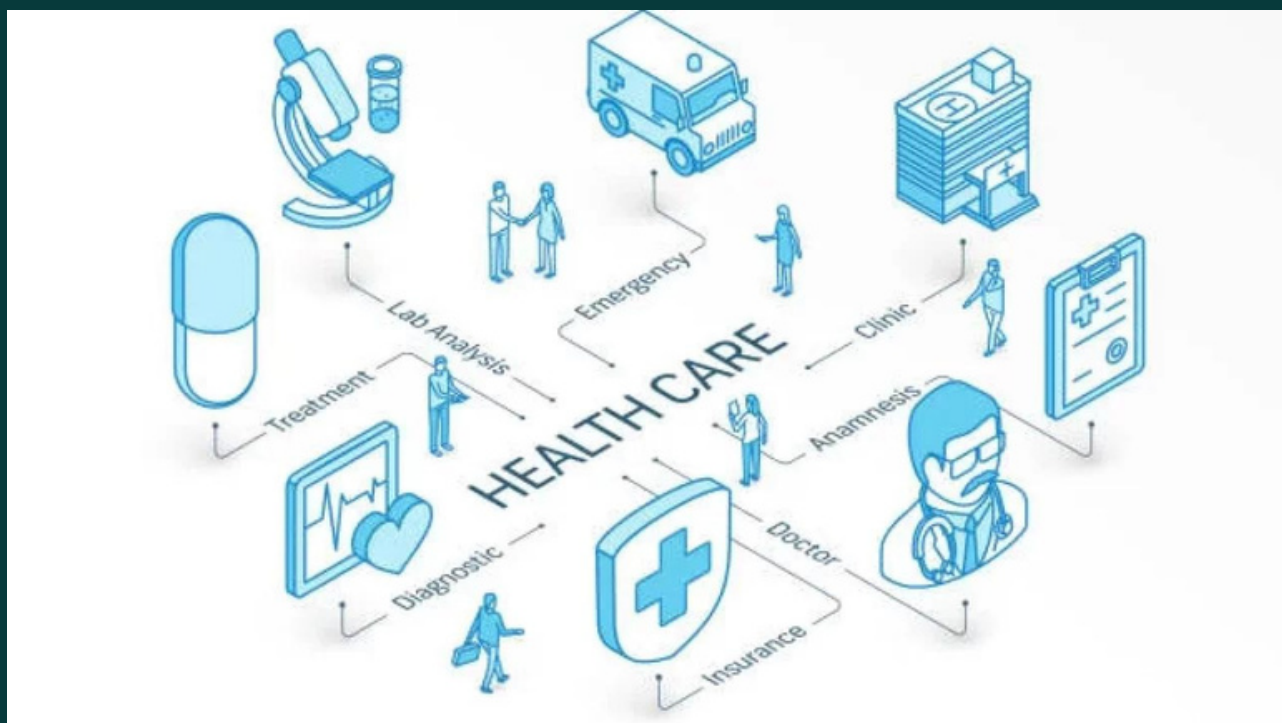 Lab Analysis
Emergency
Clinic
Treatment
HEALTH CARE
Anamnesis
Diagnostic
Doctor
Insurance
H